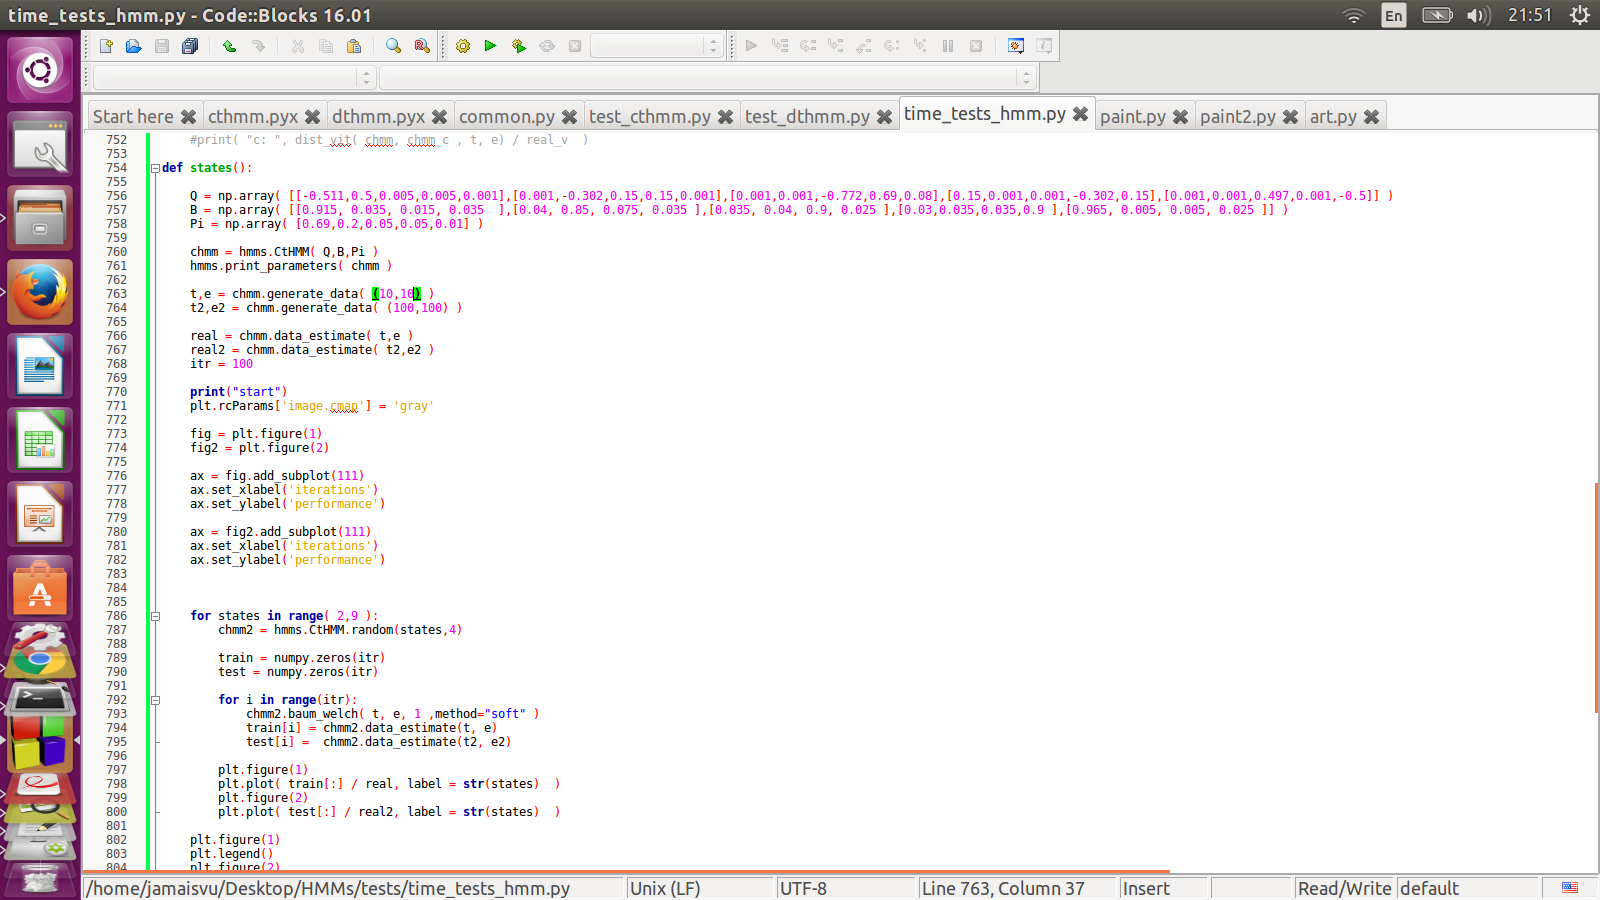 time_tests_hmm.py - Code::Blocks 16.01
En
21:51
Start here
cthmm.pyx
dthmm.pyx
common.py
test_cthmm.py
test_dthmm.py
time_tests_hmm.py
paint.py
paint2.py
art.py
752 #print( "c: ", dist_vit( chmm, chmm_c , t, e) / real_v  )
753
754 def states():
755
756 Q = np.array( [[-0.511,0.5,0.005,0.005,0.001],[0.001,-0.302,0.15,0.15,0.001],[0.001,0.001,-0.772,0.69,0.08],[0.15,0.001,0.001,-0.302,0.15],[0.001,0.001,0.497,0.001,-0.5]] )
757 B = np.array( [[0.915, 0.035, 0.015, 0.035  ],[0.04, 0.85, 0.075, 0.035 ],[0.035, 0.04, 0.9, 0.025 ],[0.03,0.035,0.035,0.9 ],[0.965, 0.005, 0.005, 0.025 ]] )
758 Pi = np.array( [0.69,0.2,0.05,0.05,0.01] )
759
760 chmm = hmms.CtHMM( Q,B,Pi )
761 hmms.print_parameters( chmm )
762
763 t,e = chmm.generate_data( (10,10) )
764 t2,e2 = chmm.generate_data( (100,100) )
765
766 real = chmm.data_estimate( t,e )
767 real2 = chmm.data_estimate( t2,e2 )
768 itr = 100
769
770 print("start")
771 plt.rcParams['image.cmap'] = 'gray'
772
773 fig = plt.figure(1)
774 fig2 = plt.figure(2)
775
776 ax = fig.add_subplot(111)
777 ax.set_xlabel('iterations')
778 ax.set_ylabel('performance')
779
780 ax = fig2.add_subplot(111)
781 ax.set_xlabel('iterations')
782 ax.set_ylabel('performance')
783
784
785
786 for states in range( 2,9 ):
787 chmm2 = hmms.CtHMM.random(states,4)
788
789 train = numpy.zeros(itr)
790 test = numpy.zeros(itr)
791
792 for i in range(itr):
793 chmm2.baum_welch( t, e, 1 ,method="soft" )
794 train[i] = chmm2.data_estimate(t, e)
795 test[i] =  chmm2.data_estimate(t2, e2)
796
797 plt.figure(1)
798 plt.plot( train[:] / real, label = str(states)  )
799 plt.figure(2)
800 plt.plot( test[:] / real2, label = str(states)  )
801
802 plt.figure(1)
803 plt.legend()
804 plt.figure(2)
/home/jamaisvu/Desktop/HMMs/tests/time_tests_hmm.py
Unix (LF)
UTF-8
Line 763, Column 37
Insert
Read/Write
default